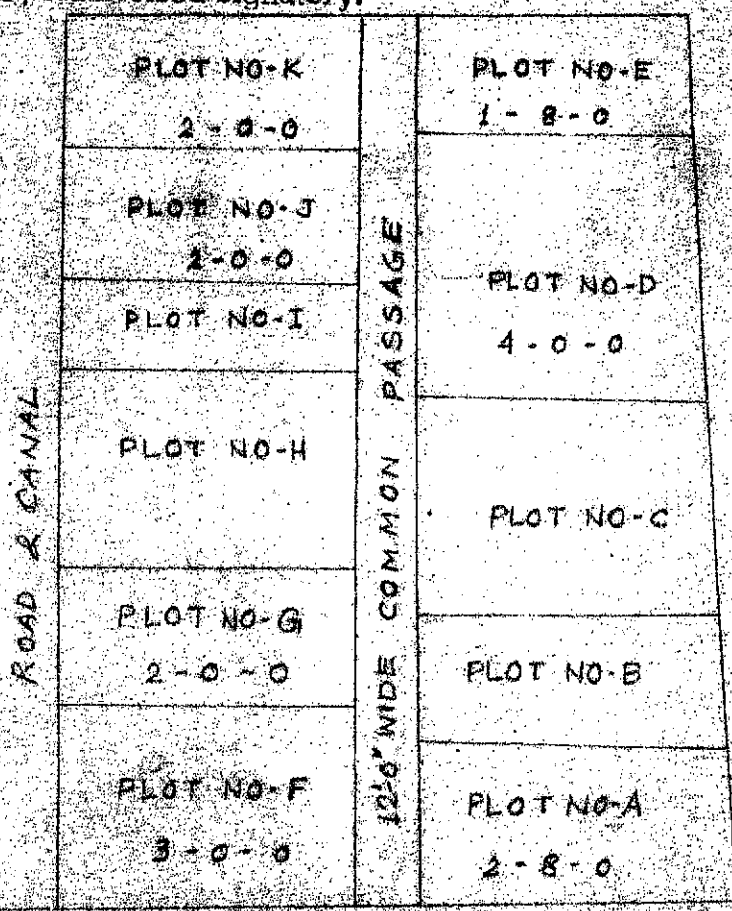 signatory.
PLOT NO-K
2-0-0
PLOT NO-J
2-0-0
PLOT NO-I
PLOT NO-H
PLOT NO-G
2-0-0
PLOT NO-F
3-0-0
ROAD & CANAL
12'-0" WIDE COMMON PASSAGE
PLOT NO-E
1-8-0
PLOT NO-D
4-0-0
PLOT NO-C
PLOT NO-B
PLOT NO-A
2-8-0